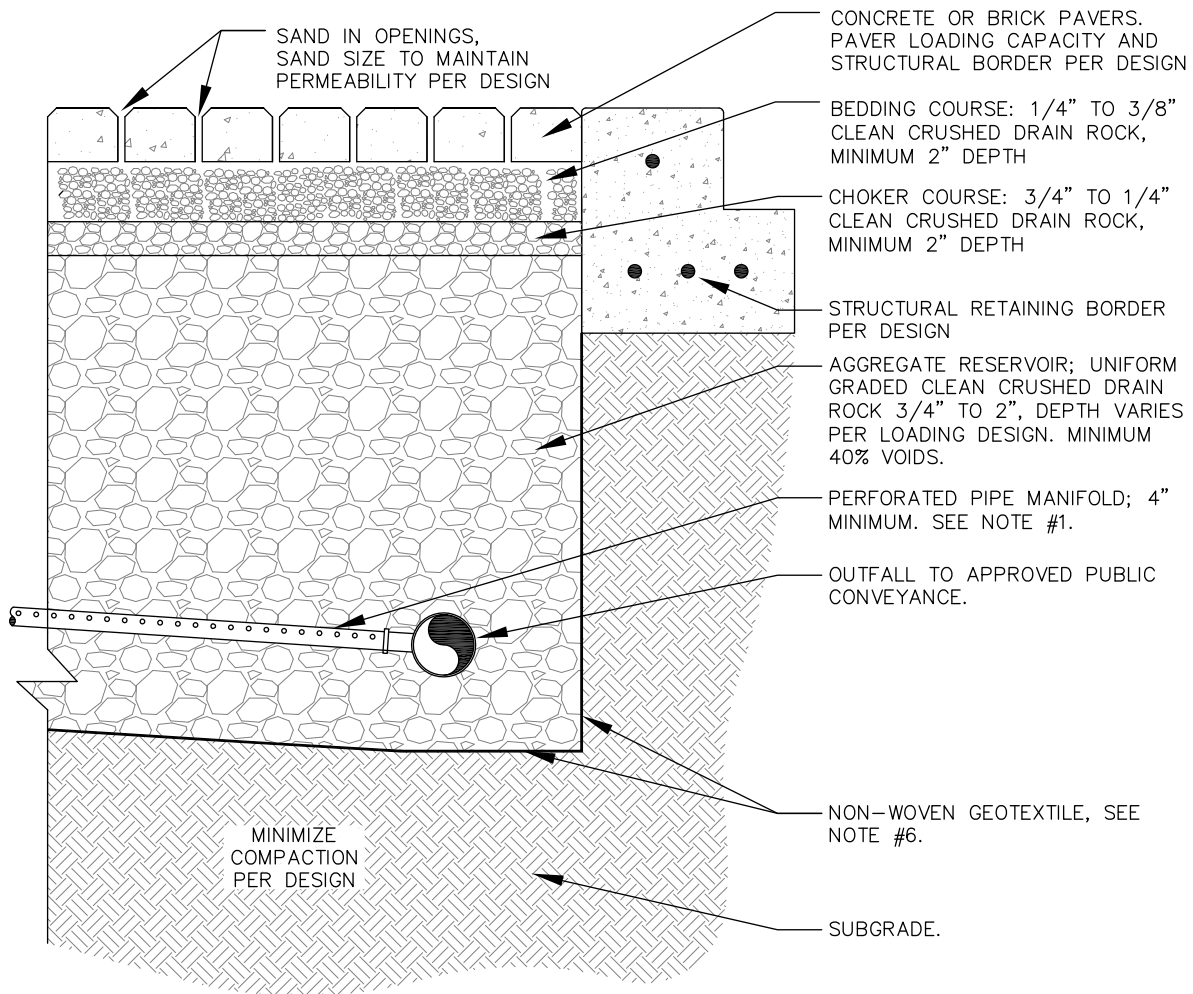 SAND IN OPENINGS,
SAND SIZE TO MAINTAIN
PERMEABILITY PER DESIGN
CONCRETE OR BRICK PAVERS.
PAVER LOADING CAPACITY AND
STRUCTURAL BORDER PER DESIGN
BEDDING COURSE: 1/4” TO 3/8”
CLEAN CRUSHED DRAIN ROCK,
MINIMUM 2” DEPTH
CHOKER COURSE: 3/4” TO 1/4”
CLEAN CRUSHED DRAIN ROCK,
MINIMUM 2” DEPTH
STRUCTURAL RETAINING BORDER
PER DESIGN
AGGREGATE RESERVOIR; UNIFORM
GRADED CLEAN CRUSHED DRAIN
ROCK 3/4” TO 2”, DEPTH VARIES
PER LOADING DESIGN. MINIMUM
40% VOIDS.
PERFORATED PIPE MANIFOLD; 4”
MINIMUM. SEE NOTE #1.
OUTFALL TO APPROVED PUBLIC
CONVEYANCE.
NON–WOVEN GEOTEXTILE, SEE
NOTE #6.
MINIMIZE
COMPACTION
PER DESIGN
SUBGRADE.